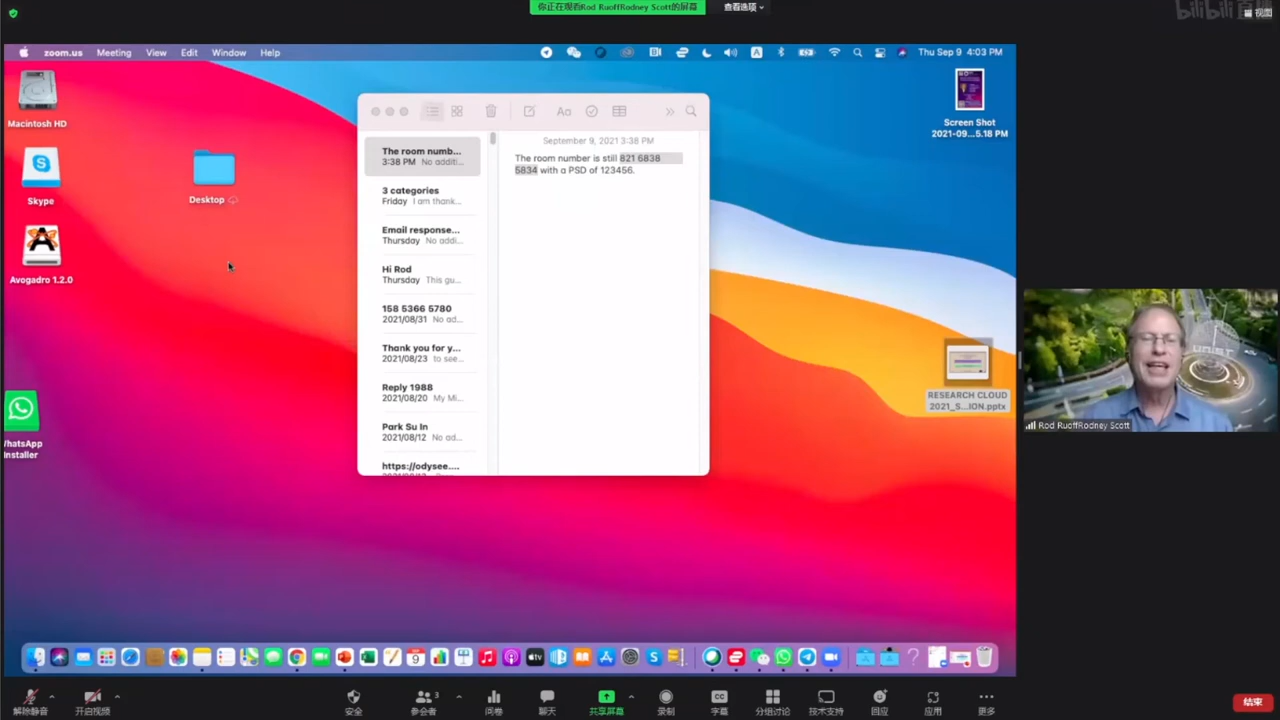 你正在观看Rod RuoffRodney Scott的屏幕
查看选项
bilibili
视图
zoom.us Meeting View Edit Window Help
Thu Sep 9 4:03 PM
Macintosh HD
Skype
Avogadro 1.2.0
WhatsApp
Installer
Desktop
The room numb...
3:38 PM No additi...
3 categories
Friday I am thank...
Email response...
Thursday No addi...
Hi Rod
Thursday This gu...
158 5366 5780
2021/08/31 No ad...
Thank you for y...
2021/08/23 to see...
Reply 1988
2021/08/20 My Mi...
Park Su In
2021/08/12 No ad...
https://odysee....
September 9, 2021 3:38 PM
The room number is still 821 6838
5834 with a PSD of 123456.
Screen Shot
2021-09...5.18 PM
RESEARCH CLOUD
2021_S...ION.pptx
UNIST
Rod RuoffRodney Scott
解除静音
开启视频
安全
参会者 3
问卷
聊天
共享屏幕
录制
字幕
分组讨论
技术支持
回应
应用
更多
结束